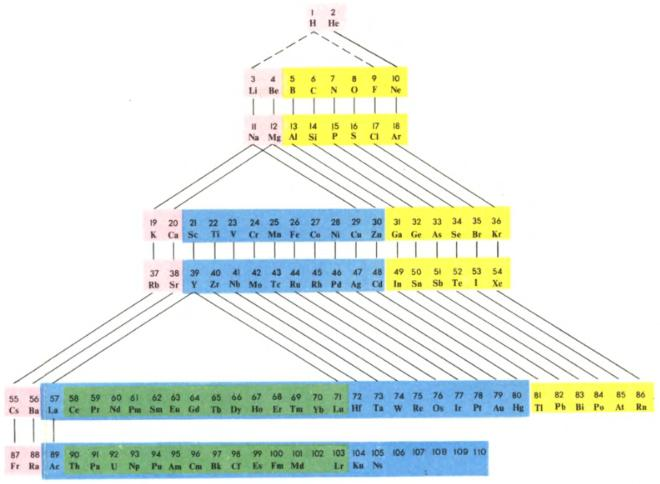 1 2
H He
3 4 5 6 7 8 9 10
Li Be B C N O F Ne
11 12 13 14 15 16 17 18
Na Mg Al Si P S Cl Ar
19 20 21 22 23 24 25 26 27 28 29 30 31 32 33 34 35 36
K Ca Sc Ti V Cr Mn Fe Co Ni Cu Zn Ga Ge As Se Br Kr
37 38 39 40 41 42 43 44 45 46 47 48 49 50 51 52 53 54
Rb Sr Y Zr Nb Mo Tc Ru Rh Pd Ag Cd In Sn Sb Te I Xe
55 56 57 58 59 60 61 62 63 64 65 66 67 68 69 70 71 72 73 74 75 76 77 78 79 80 81 82 83 84 85 86
Cs Ba La Ce Pr Nd Pm Sm Eu Gd Tb Dy Ho Er Tm Yb Lu Hf Ta W Re Os Ir Pt Au Hg Tl Pb Bi Po At Rn
87 88 89 90 91 92 93 94 95 96 97 98 99 100 101 102 103 104 105 106 107 108 109 110
Fr Ra Ac Th Pa U Np Pu Am Cm Bk Cf Es Fm Md Lr Ku Ns